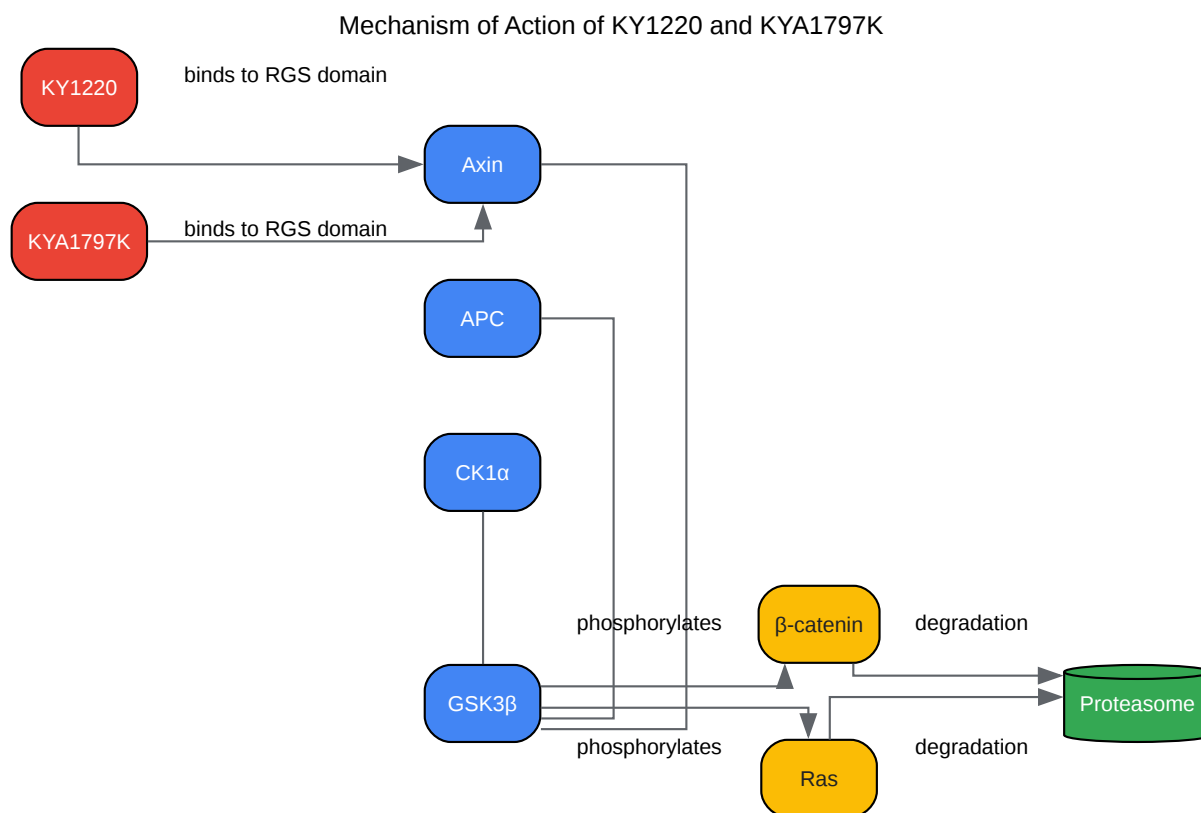 Mechanism of Action of KY1220 and KYA1797K
KY1220
binds to RGS domain
Axin
KYA1797K
binds to RGS domain
APC
CK1α
phosphorylates
β-catenin
degradation
GSK3β
Proteasome
phosphorylates
degradation
Ras